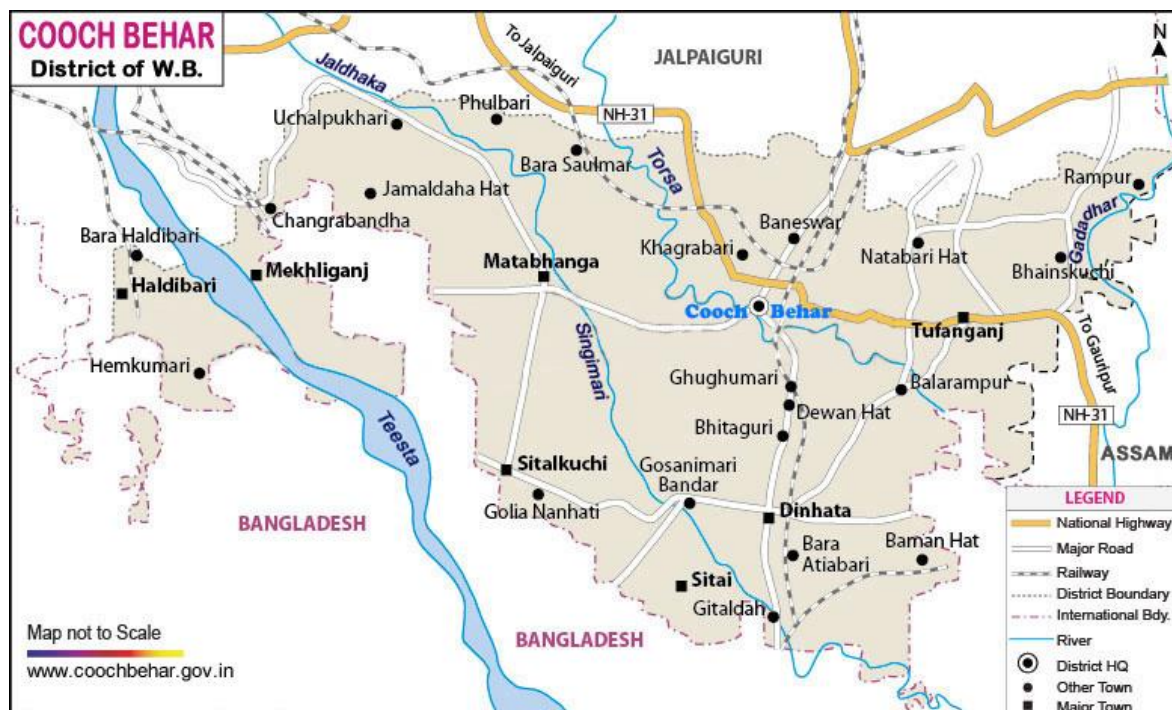 COOCH BEHAR
District of W.B.
Jaldhaka
To Jalpaiguri
JALPAIGURI
N
NH-31
Uchalpukhari
Phulbari
Bara Saulmar
Torsa
Rampur
Jamaldaha Hat
Changrabandha
Baneswar
Gadadhar
Bara Haldibari
Khagrabari
Natabari Hat
Bhainskuchi
Mekhliganj
Matabhanga
Haldibari
Cooch Behar
Tufanganj
Singimari
To Gauripur
Hemkumari
Ghughumari
Balarampur
Dewan Hat
NH-31
Teesta
Bhitaguri
ASSAM
Sitalkuchi
Gosanimari
Bandar
Golia Nanhati
Dinhata
BANGLADESH
Bara
Atiabari
Baman Hat
Sitai
Gitaldah
BANGLADESH
LEGEND
National Highway
Major Road
Railway
District Boundary
International Bdy.
River
District HQ
Other Town
Major Town
Map not to Scale
www.coochbehar.gov.in